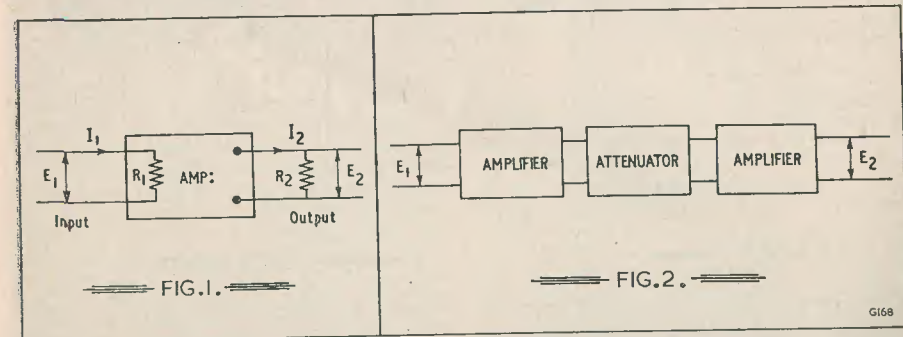 I₁
E₁
R₁
AMP:
I₂
R₂
E₂
Input
Output
FIG.1.
E₁
AMPLIFIER
ATTENUATOR
AMPLIFIER
E₂
FIG.2.
G168